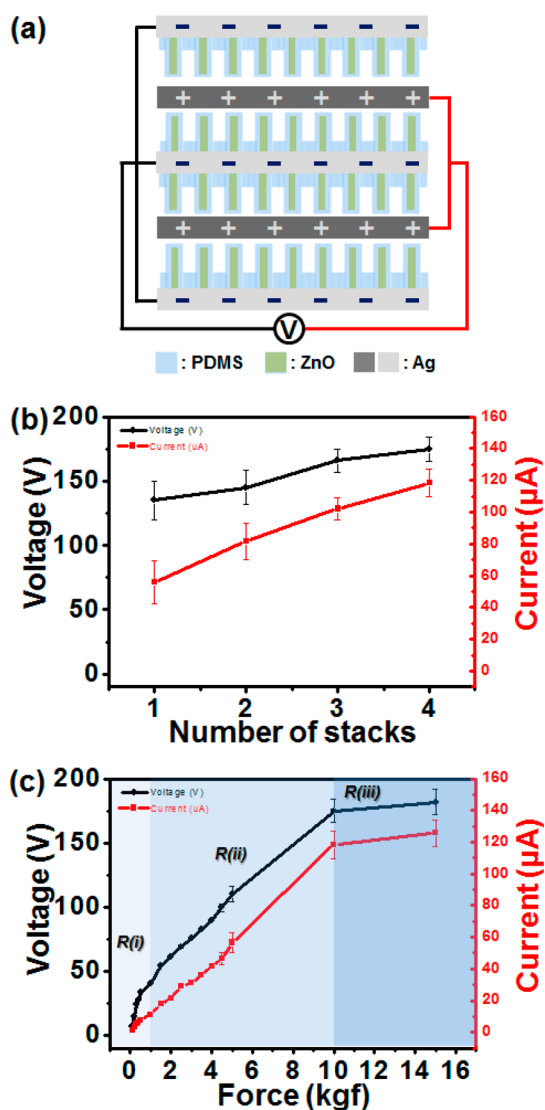 (a)
- - - - - -
+ + + + + +
- - - - - -
+ + + + + +
- - - - - -
V
: PDMS : ZnO : Ag
(b)
Voltage (V)
Current (uA)
200
150
100
50
0
Voltage (V)
160
140
120
100
80
60
40
20
0
Current (µA)
1 2 3 4
Number of stacks
(c)
Voltage (V)
Current (uA)
R(i)
R(ii)
R(iii)
200
150
100
50
0
Voltage (V)
160
140
120
100
80
60
40
20
0
Current (µA)
0 2 4 6 8 10 12 14 16
Force (kgf)